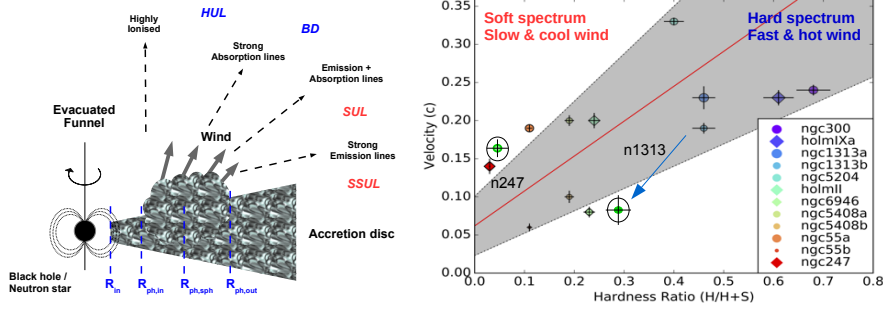 Highly
Ionised
HUL
BD
Strong
Absorption lines
Emission +
Absorption lines
SUL
Evacuated
Funnel
Wind
Strong
Emission lines
SSUL
Accretion disc
Black hole /
Neutron star
R_in
R_ph,in
R_ph,sph
R_ph,out
Soft spectrum
Slow & cool wind
Hard spectrum
Fast & hot wind
Velocity (c)
0.35
0.30
0.25
0.20
0.15
0.10
0.05
0.00
n1313
n247
ngc300
holmIXa
ngc1313a
ngc1313b
ngc5204
holmII
ngc6946
ngc5408a
ngc5408b
ngc55a
ngc55b
ngc247
0.0 0.1 0.2 0.3 0.4 0.5 0.6 0.7 0.8
Hardness Ratio (H/H+S)